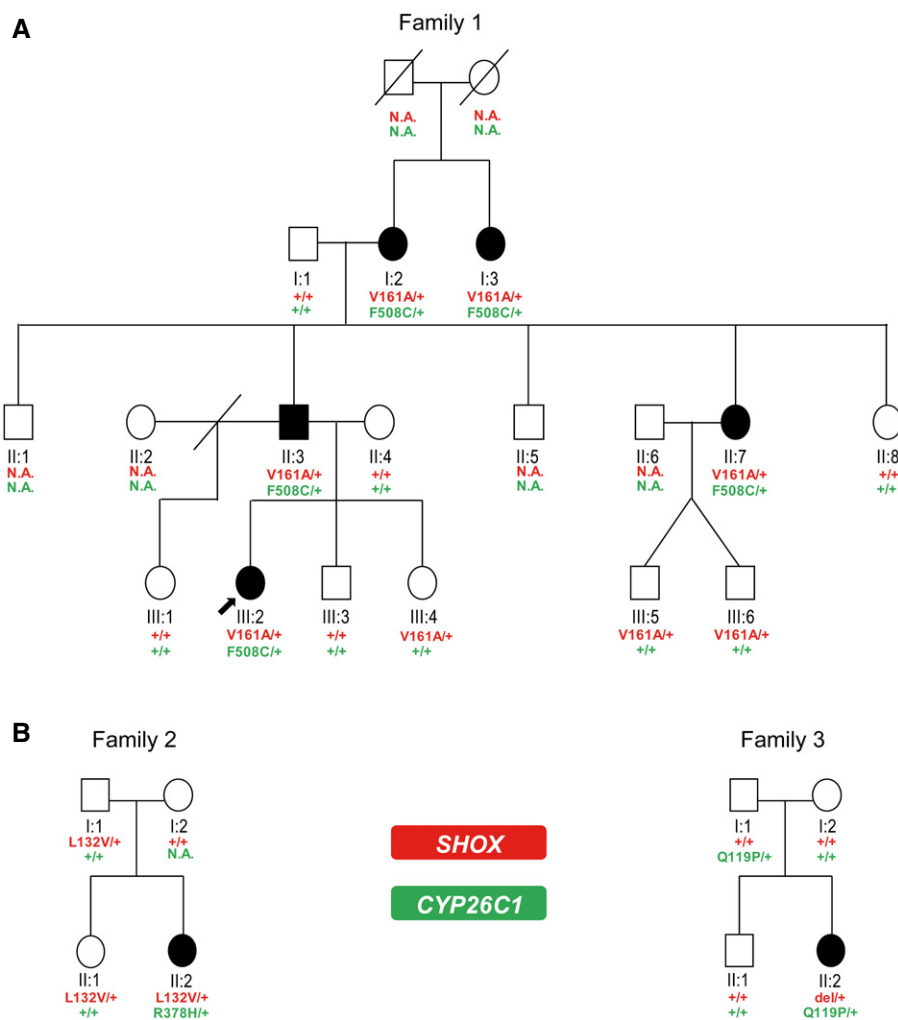 A
Family 1
N.A. N.A.
N.A. N.A.
I:1 I:2 I:3
+/+ V161A/+ V161A/+
+/+ F508C/+ F508C/+
II:1 II:2 II:3 II:4 II:5 II:6 II:7 II:8
N.A. N.A. V161A/+ +/+ N.A. N.A. V161A/+ +/+
N.A. N.A. F508C/+ +/+ N.A. N.A. F508C/+ +/+
III:1 III:2 III:3 III:4 III:5 III:6
+/+ V161A/+ +/+ V161A/+ V161A/+ V161A/+
+/+ F508C/+ +/+ +/+ +/+ +/+
B
Family 2 Family 3
I:1 I:2 I:1 I:2
L132V/+ +/+ +/+ +/+
+/+ N.A. Q119P/+ +/+
SHOX
CYP26C1
II:1 II:2 II:1 II:2
L132V/+ L132V/+ +/+ del/+
+/+ R378H/+ +/+ Q119P/+